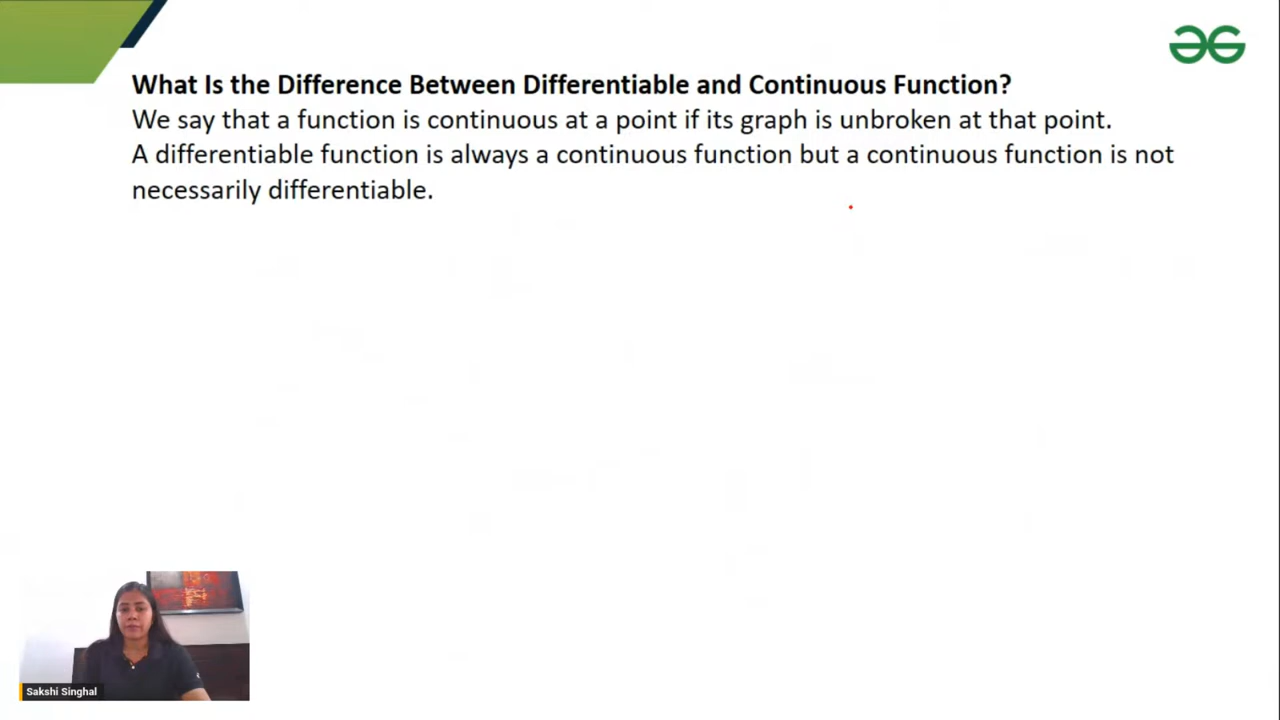 What Is the Difference Between Differentiable and Continuous Function?
We say that a function is continuous at a point if its graph is unbroken at that point.
A differentiable function is always a continuous function but a continuous function is not
necessarily differentiable.
Sakshi Singhal